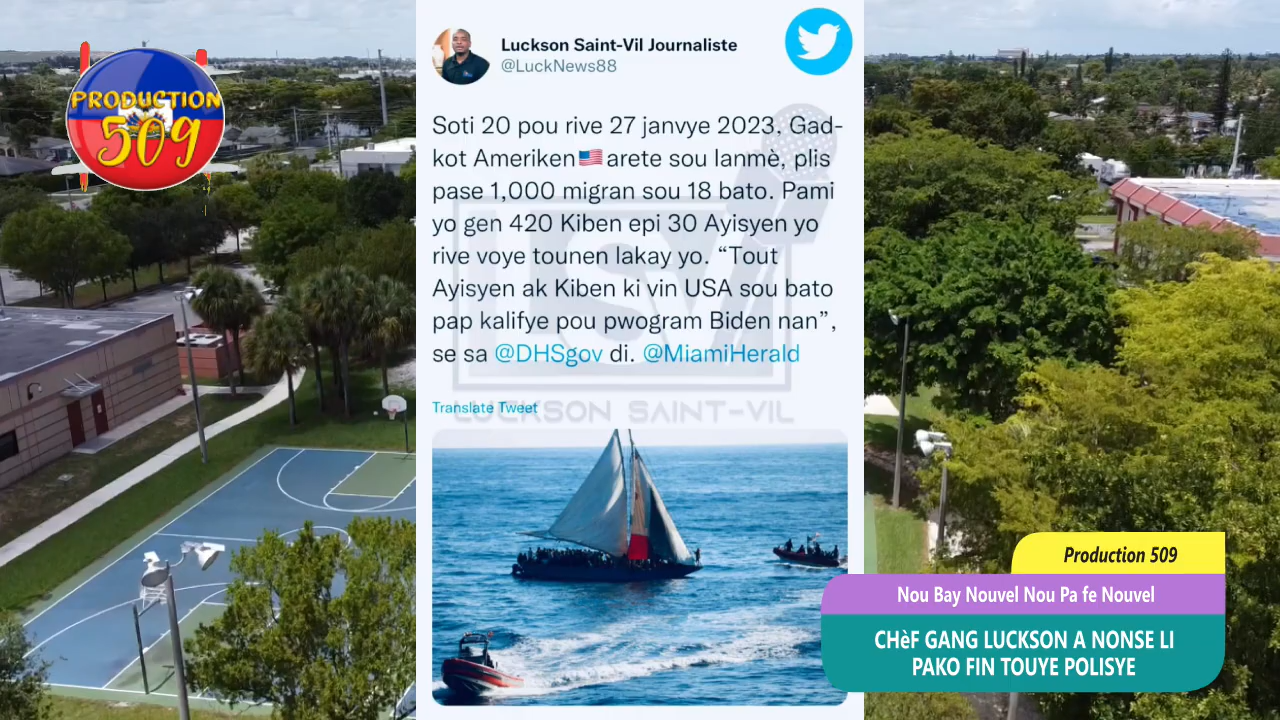 PRODUCTION
509
Luckson Saint-Vil Journaliste
@LuckNews88
Soti 20 pou rive 27 janvye 2023. Gad-
kot Ameriken🇺🇸arete sou lanmè, plis
pase 1,000 migran sou 18 bato. Pami
yo gen 420 Kiben epi 30 Ayisyen yo
rive voye tounen lakay yo. “Tout
Ayisyen ak Kiben ki vin USA sou bato
pap kalifye pou pwogram Biden nan”,
se sa @DHSgov di. @MiamiHerald
Translate Tweet
LUCKSON SAINT-VIL
Production 509
Nou Bay Nouvel Nou Pa fe Nouvel
CHèF GANG LUCKSON A NONSE LI
PAKO FIN TOUYE POLISYE